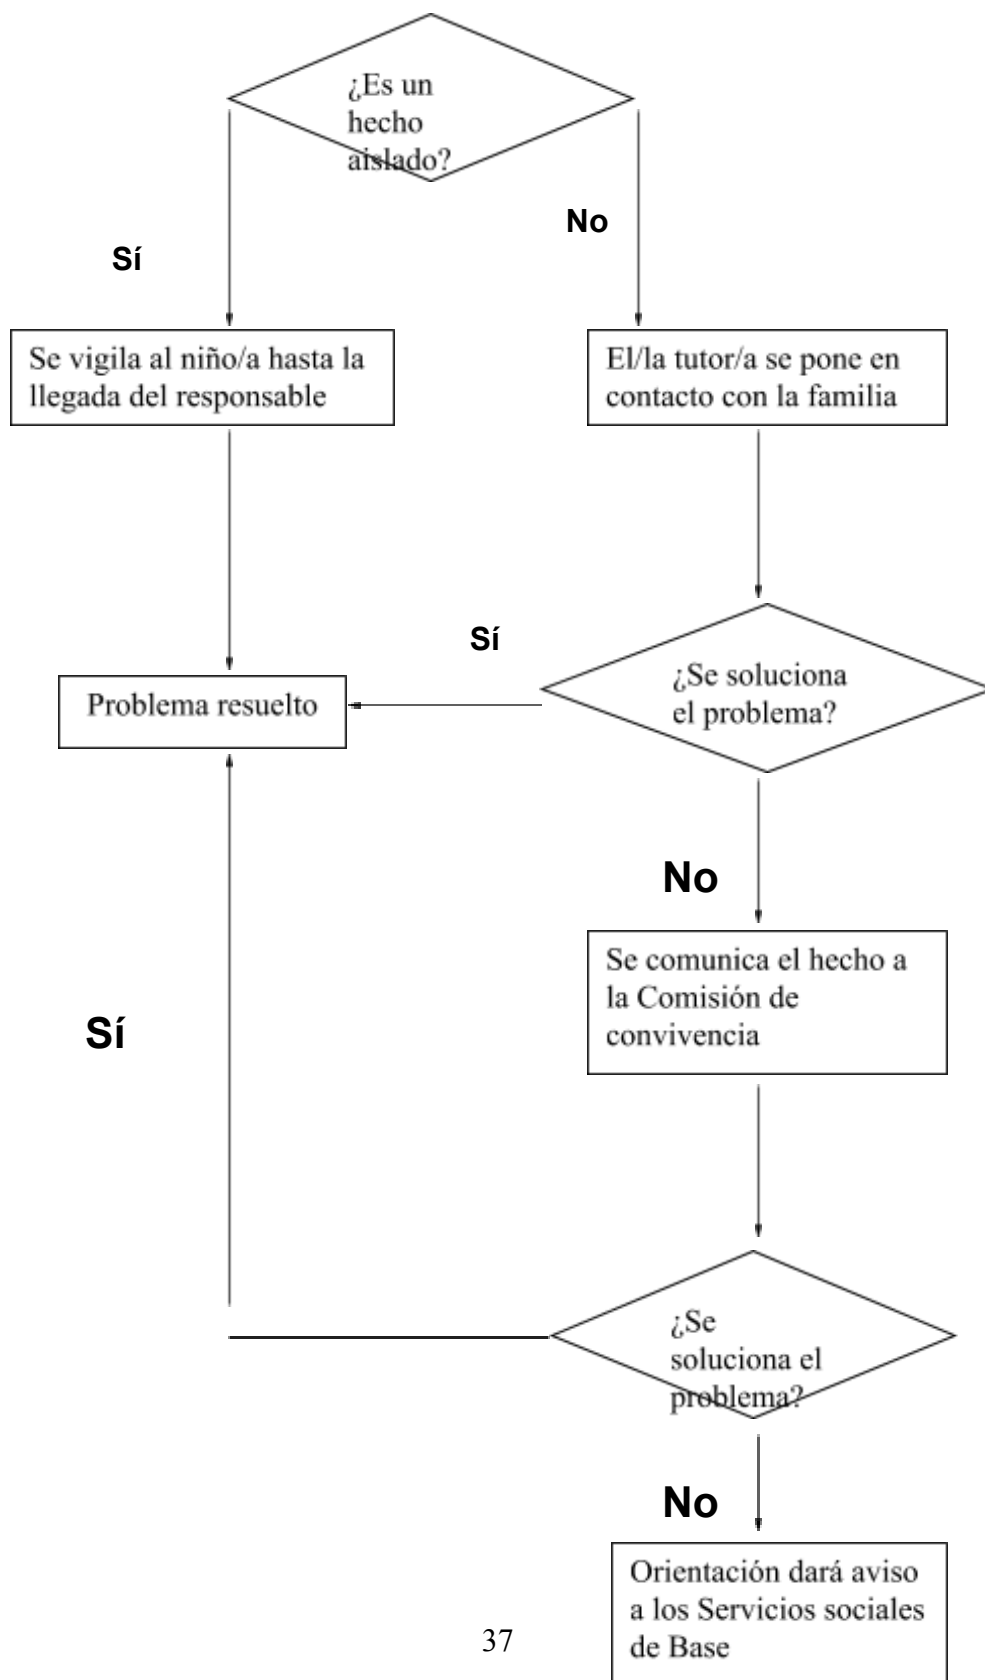 ¿Es un
hecho
aislado?
No
Sí
Se vigila al niño/a hasta la
llegada del responsable
El/la tutor/a se pone en
contacto con la familia
Sí
¿Se soluciona
el problema?
Problema resuelto
No
Se comunica el hecho a
la Comisión de
convivencia
Sí
¿Se
soluciona el
problema?
No
Orientación dará aviso
a los Servicios sociales
de Base
37